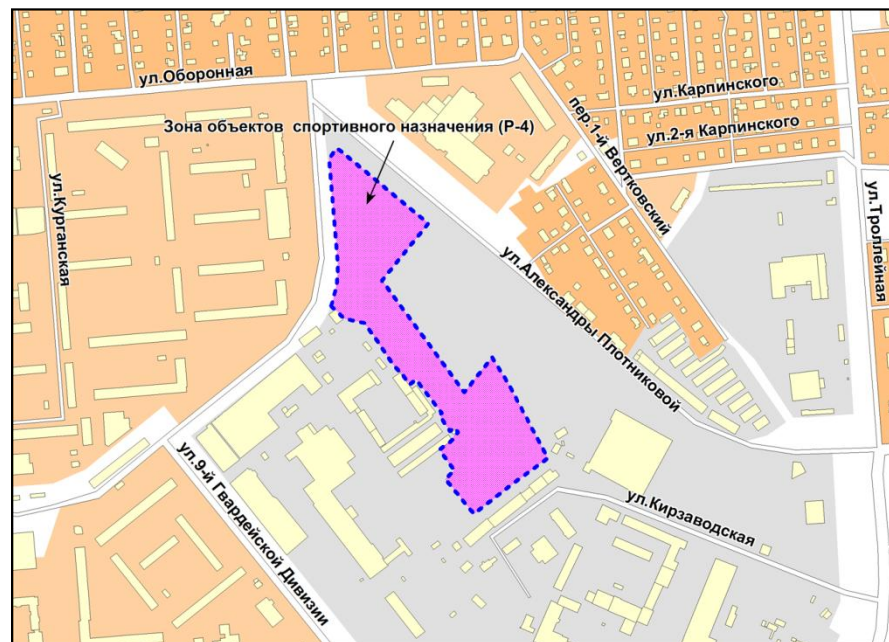 ул.Оборонная
ул.Карпинского
ул.2-я Карпинского
Зона объектов спортивного назначения (Р-4)
пер.1-й Вертковский
ул.Курганская
ул.Троллейная
ул.Александры Плотниковой
ул.9-й Гвардейской Дивизии
ул.Кирзаводская